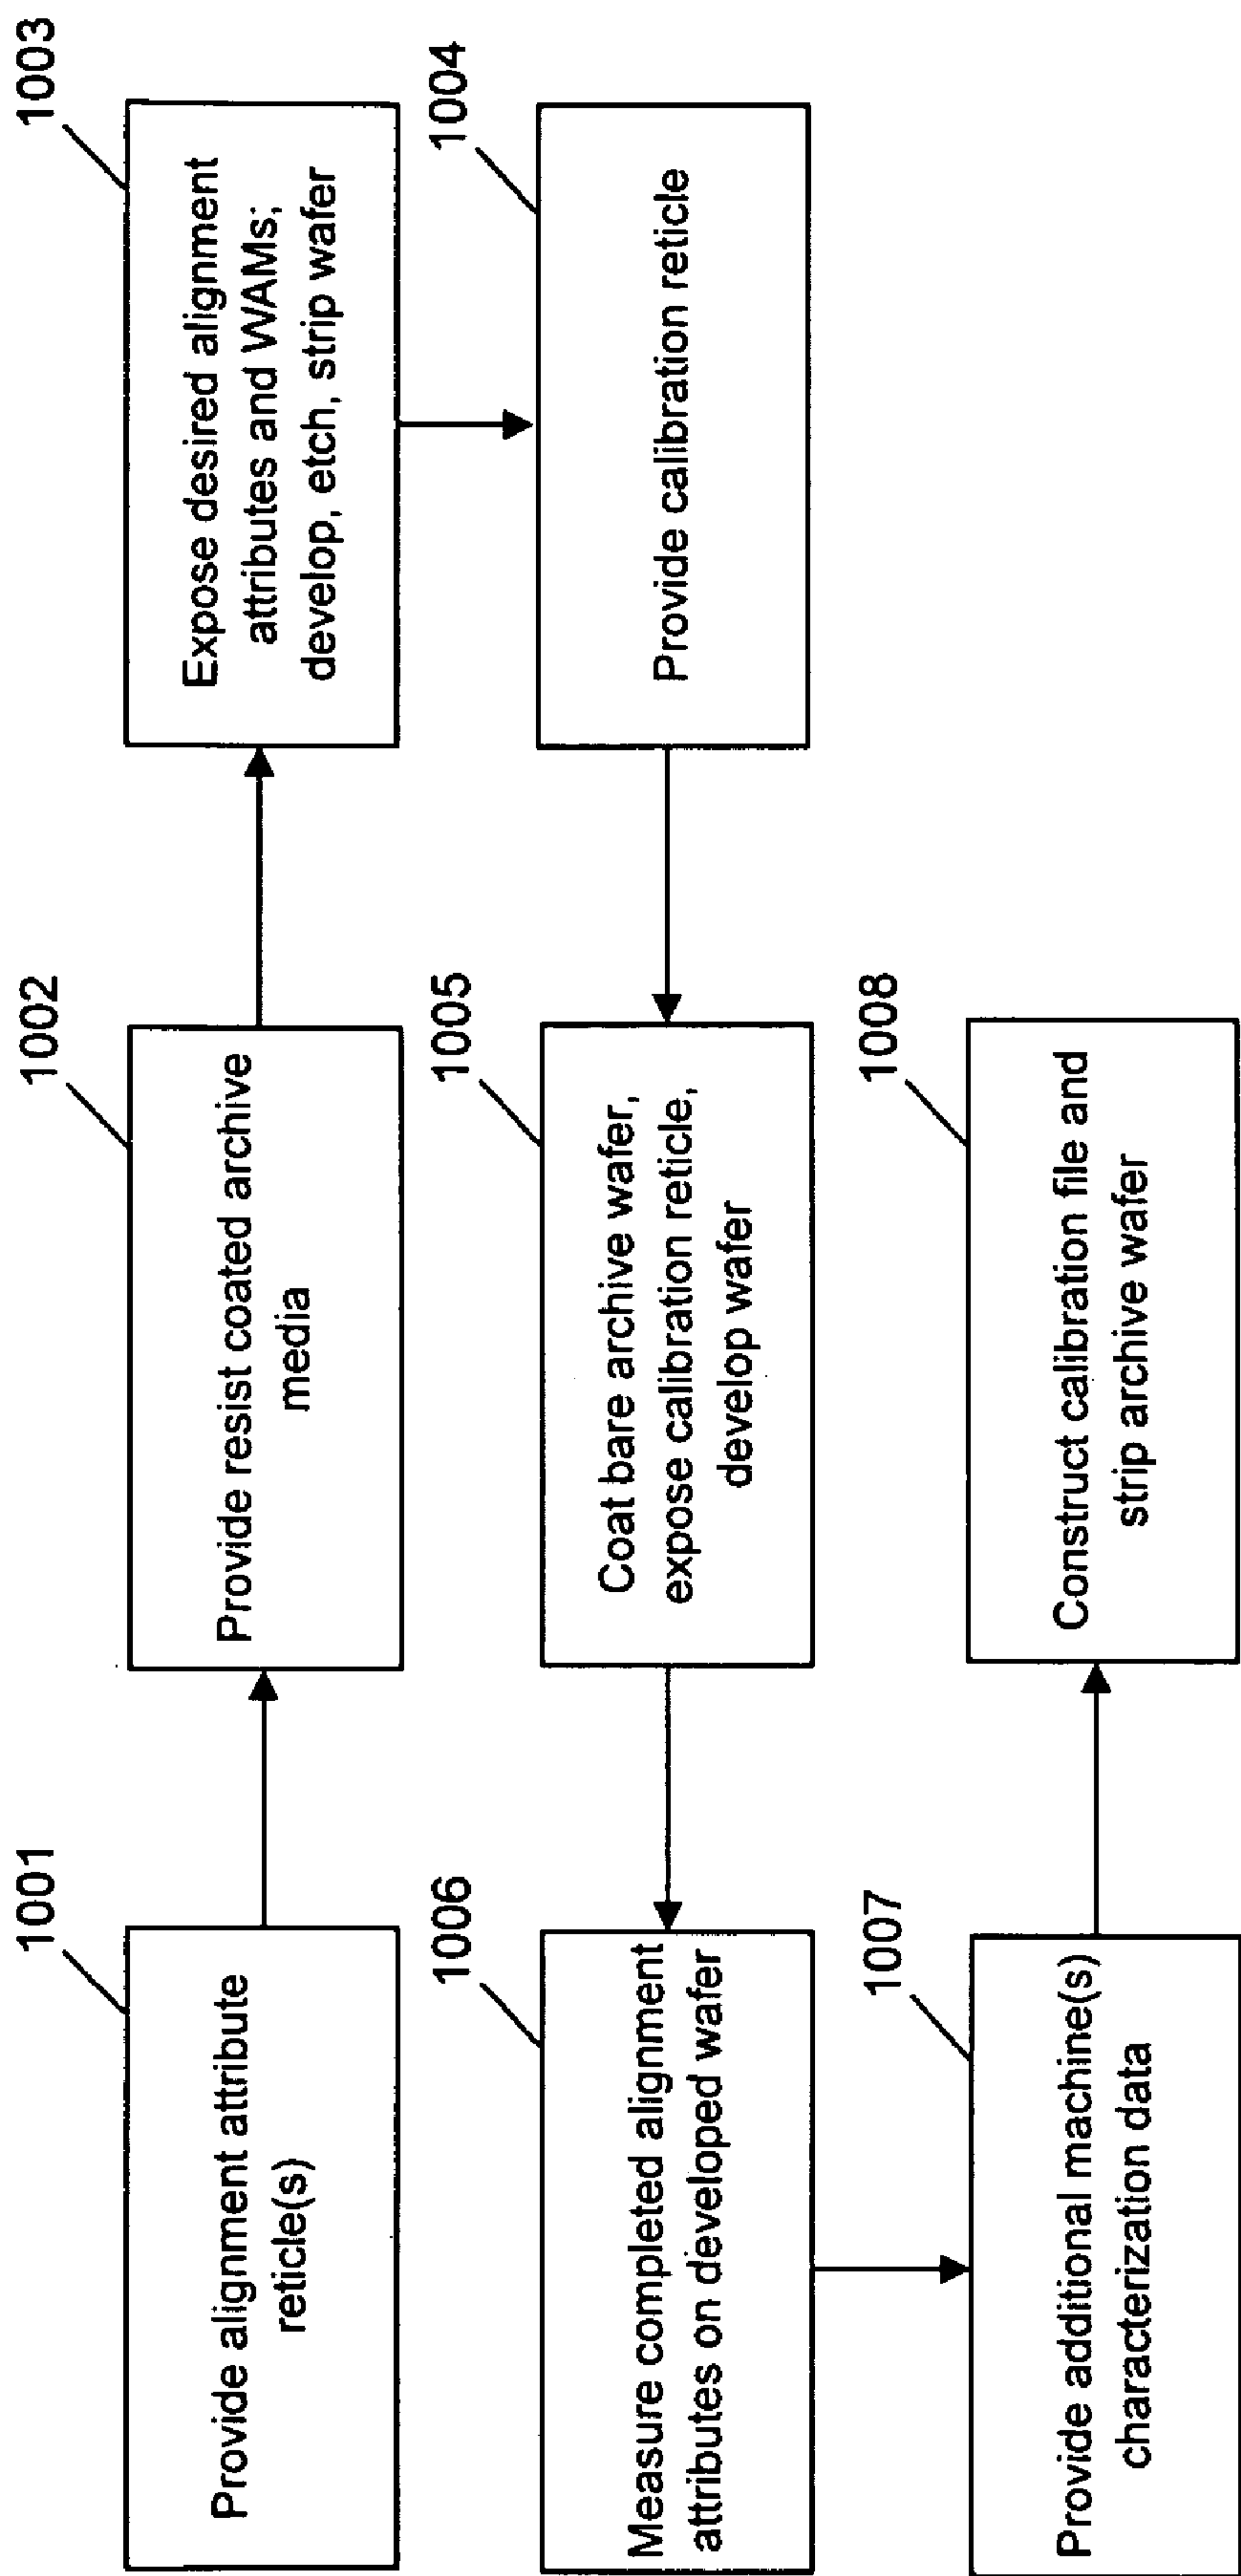 1001
Provide alignment attribute
reticle(s)
1002
Provide resist coated archive
media
1003
Expose desired alignment
attributes and WAMs;
develop, etch, strip wafer
1004
Provide calibration reticle
1005
Coat bare archive wafer,
expose calibration reticle,
develop wafer
1006
Measure completed alignment
attributes on developed wafer
1007
Provide additional machine(s)
characterization data
1008
Construct calibration file and
strip archive wafer